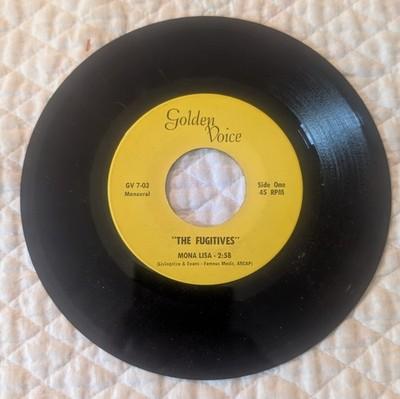 Golden
Voice
GV 7-03
Monaural
Side One
45 RPM
"THE FUGITIVES"
MONA LISA - 2:58
(Livingston & Evans - Famous Music, ASCAP)